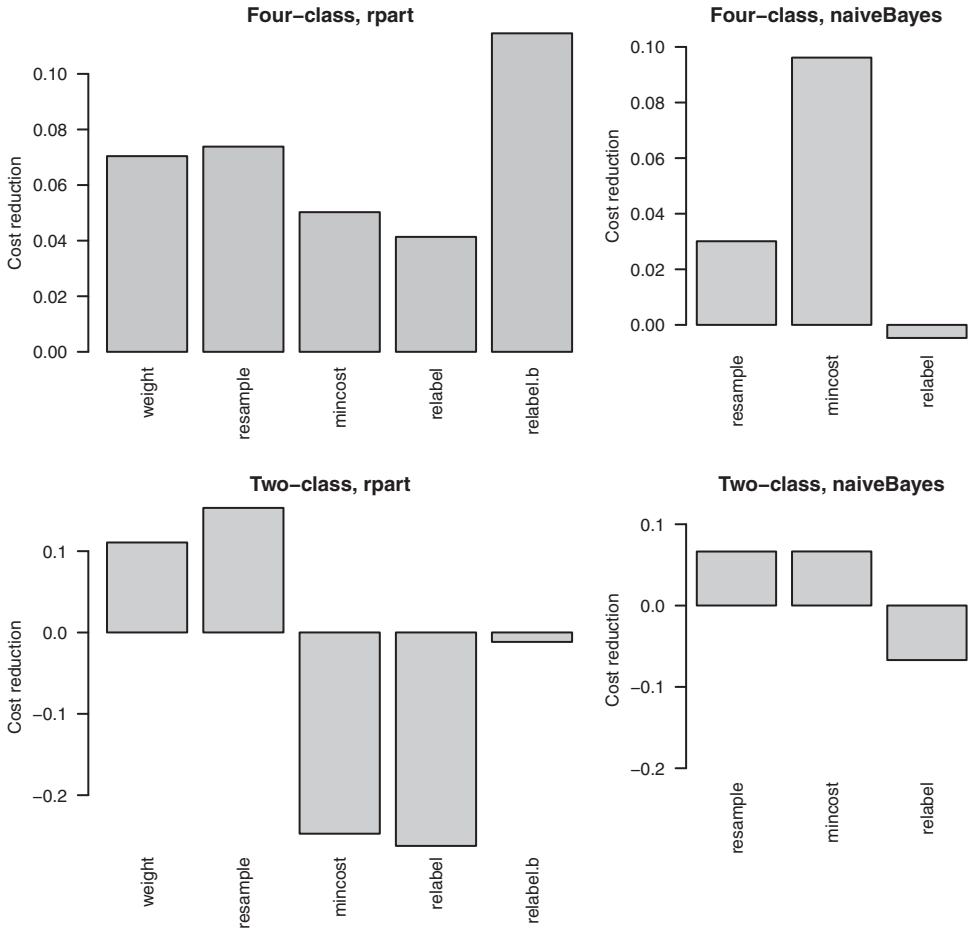 Four−class, rpart
Cost reduction
0.10
0.08
0.06
0.04
0.02
0.00
weight
resample
mincost
relabel
relabel.b
Four−class, naiveBayes
Cost reduction
0.10
0.08
0.06
0.04
0.02
0.00
resample
mincost
relabel
Two−class, rpart
Cost reduction
0.1
0.0
−0.1
−0.2
weight
resample
mincost
relabel
relabel.b
Two−class, naiveBayes
Cost reduction
0.1
0.0
−0.1
−0.2
resample
mincost
relabel